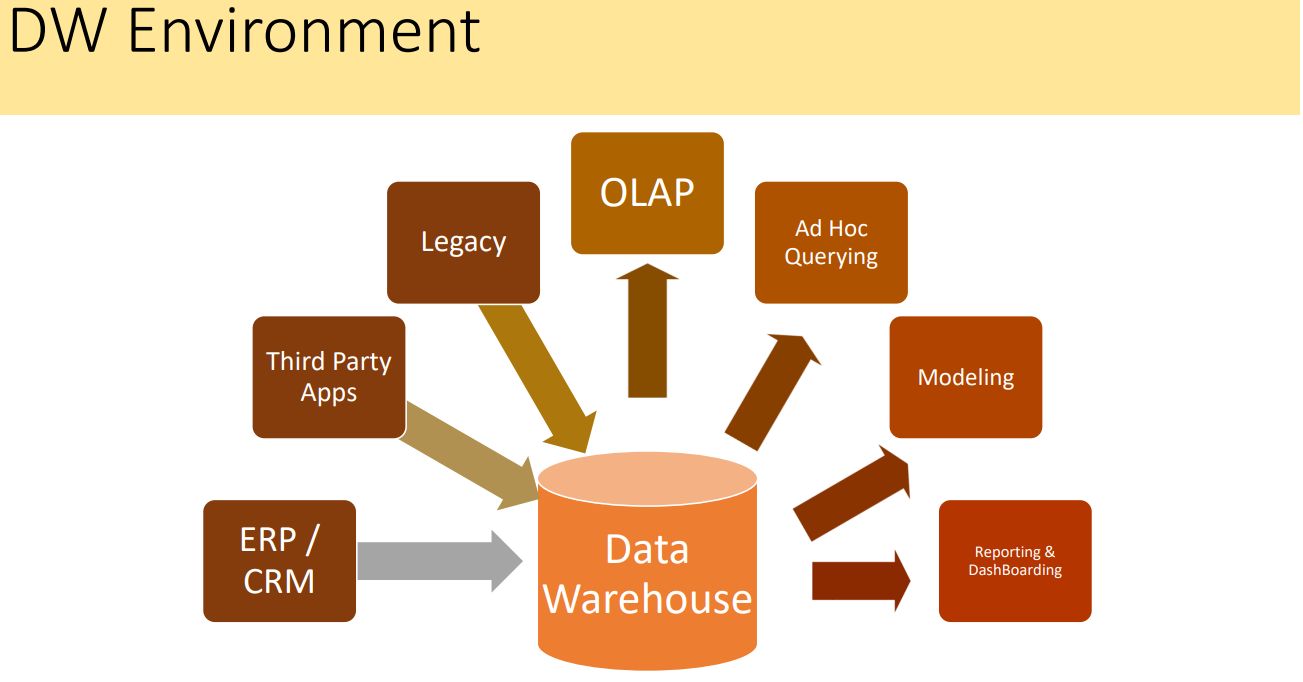 DW Environment
OLAP
Legacy
Ad Hoc
Querying
Third Party
Apps
Modeling
ERP /
CRM
Data
Warehouse
Reporting &
DashBoarding